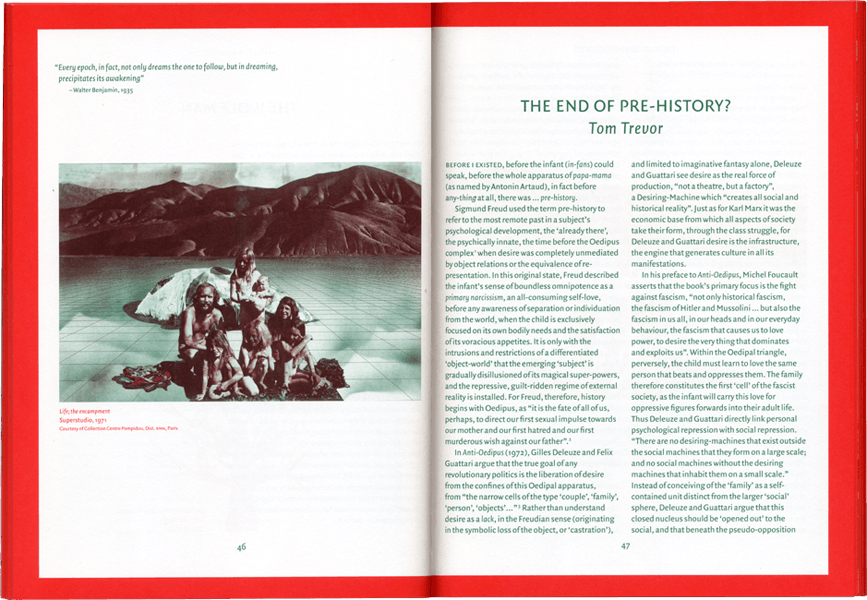 “Every epoch, in fact, not only dreams the one to follow, but in dreaming,
precipitates its awakening”
– Walter Benjamin, 1935
Life, the encampment
Superstudio, 1971
Courtesy of Collection Centre Pompidou, Dist. RMN, Paris
46
THE END OF PRE-HISTORY?
Tom Trevor
BEFORE I EXISTED, before the infant (in-fans) could
speak, before the whole apparatus of papa-mama
(as named by Antonin Artaud), in fact before
any-thing at all, there was ... pre-history.
Sigmund Freud used the term pre-history to
refer to the most remote past in a subject’s
psychological development, the ‘already there’,
the psychically innate, the time before the Oedipus
complex¹ when desire was completely unmediated
by object relations or the equivalence of re-
presentation. In this original state, Freud described
the infant’s sense of boundless omnipotence as a
primary narcissism, an all-consuming self-love,
before any awareness of separation or individuation
from the world, when the child is exclusively
focused on its own bodily needs and the satisfaction
of its voracious appetites. It is only with the
intrusions and restrictions of a differentiated
‘object-world’ that the emerging ‘subject’ is
gradually disillusioned of its magical super-powers,
and the repressive, guilt-ridden regime of external
reality is installed. For Freud, therefore, history
begins with Oedipus, as “it is the fate of all of us,
perhaps, to direct our first sexual impulse towards
our mother and our first hatred and our first
murderous wish against our father”.²
In Anti-Oedipus (1972), Gilles Deleuze and Felix
Guattari argue that the true goal of any
revolutionary politics is the liberation of desire
from the confines of this Oedipal apparatus,
from “the narrow cells of the type ‘couple’, ‘family’,
‘person’, ‘objects’...”³ Rather than understand
desire as a lack, in the Freudian sense (originating
in the symbolic loss of the object, or ‘castration’),
and limited to imaginative fantasy alone, Deleuze
and Guattari see desire as the real force of
production, “not a theatre, but a factory”,
a Desiring-Machine which “creates all social and
historical reality”. Just as for Karl Marx it was the
economic base from which all aspects of society
take their form, through the class struggle, for
Deleuze and Guattari desire is the infrastructure,
the engine that generates culture in all its
manifestations.
In his preface to Anti-Oedipus, Michel Foucault
asserts that the book’s primary focus is the fight
against fascism, “not only historical fascism,
the fascism of Hitler and Mussolini ... but also the
fascism in us all, in our heads and in our everyday
behaviour, the fascism that causes us to love
power, to desire the very thing that dominates
and exploits us”. Within the Oedipal triangle,
perversely, the child must learn to love the same
person that beats and oppresses them. The family
therefore constitutes the first ‘cell’ of the fascist
society, as the infant will carry this love for
oppressive figures forwards into their adult life.
Thus Deleuze and Guattari directly link personal
psychological repression with social repression.
“There are no desiring-machines that exist outside
the social machines that they form on a large scale;
and no social machines without the desiring
machines that inhabit them on a small scale.”
Instead of conceiving of the ‘family’ as a self-
contained unit distinct from the larger ‘social’
sphere, Deleuze and Guattari argue that this
closed nucleus should be ‘opened out’ to the
social, and that beneath the pseudo-opposition
47